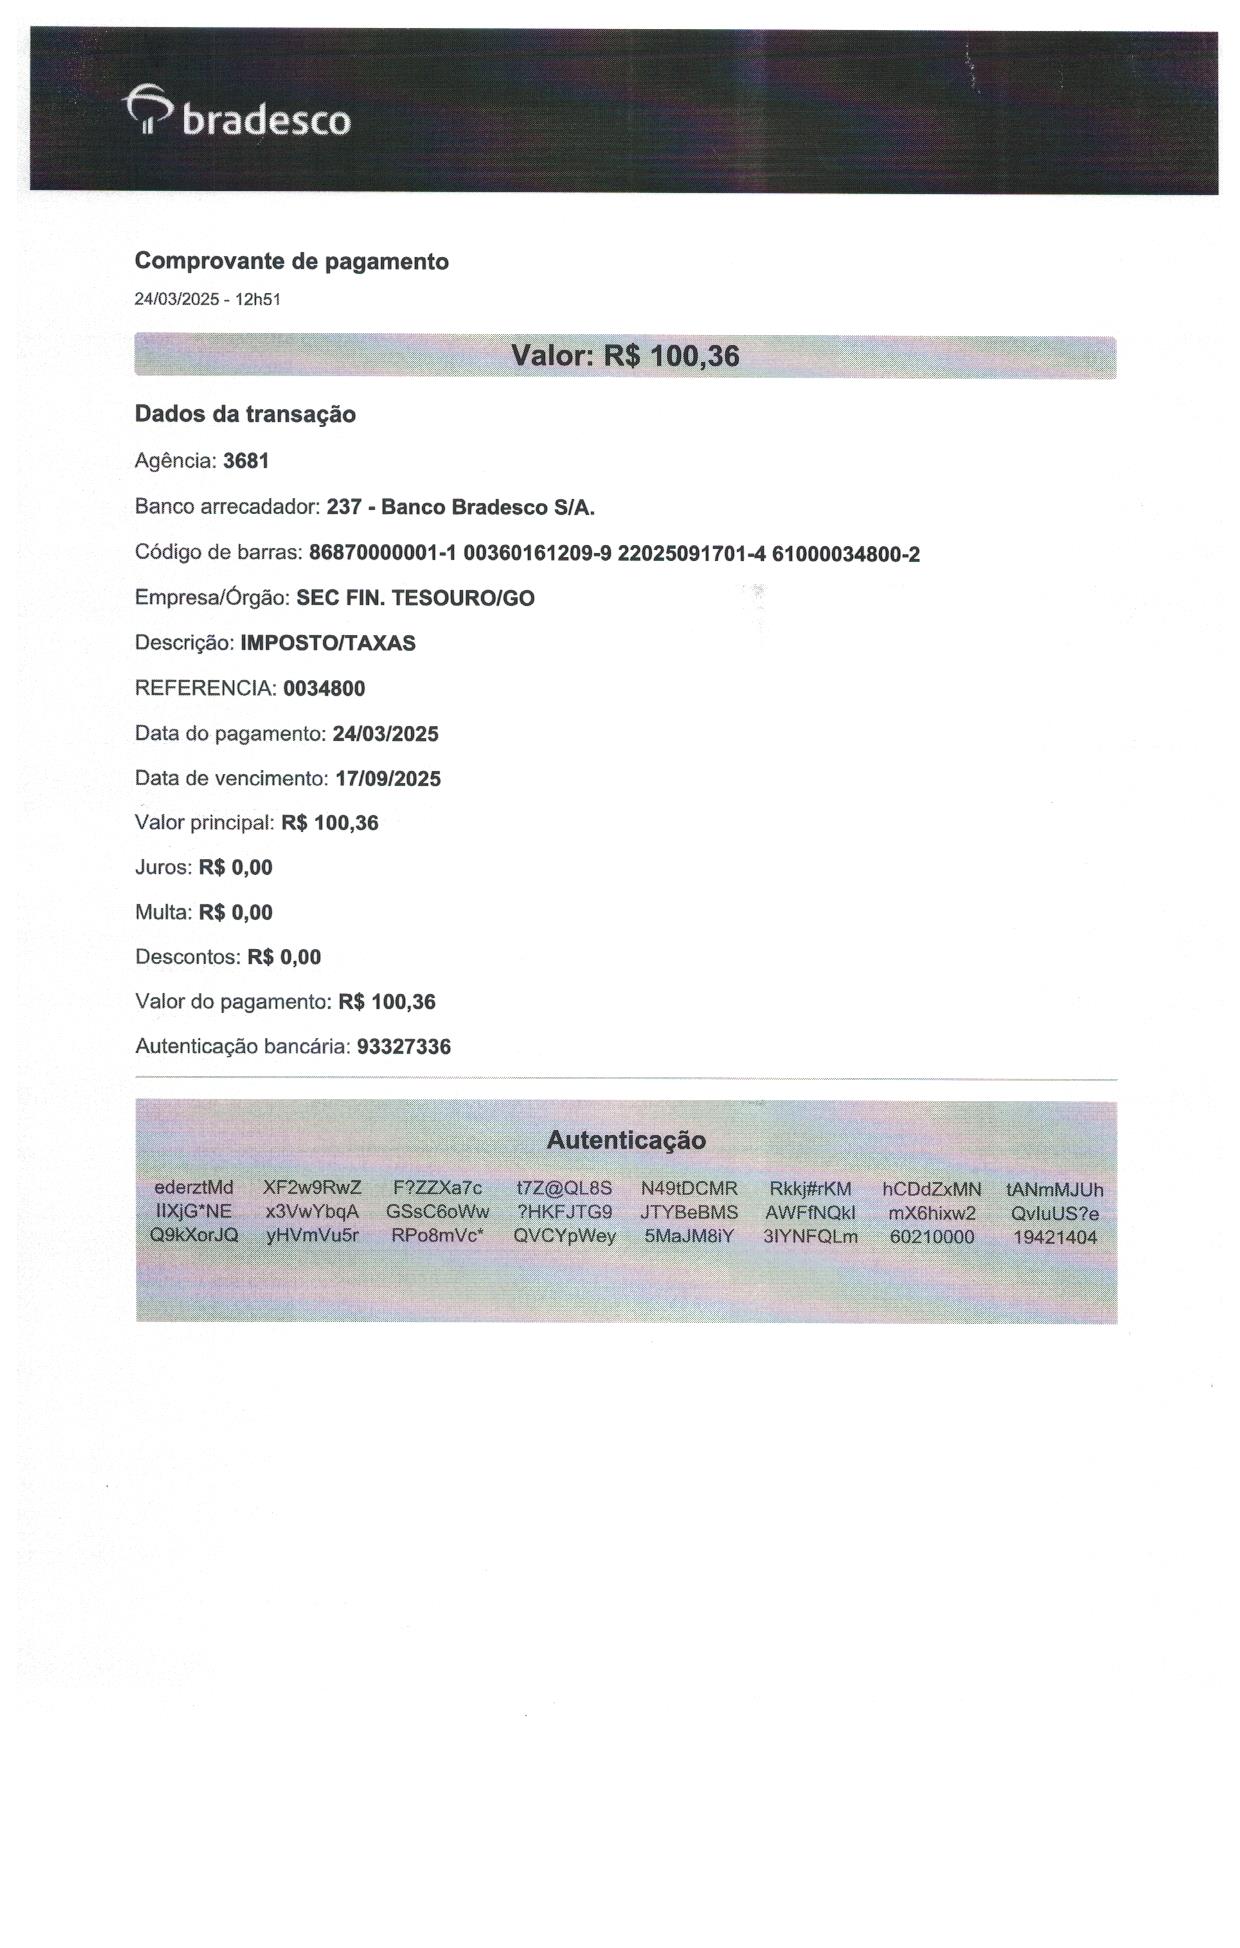 bradesco
Comprovante de pagamento
24/03/2025 - 12h51
Valor: R$ 100,36
Dados da transação
Agência: 3681
Banco arrecadador: 237 - Banco Bradesco S/A.
Código de barras: 86870000001-1 00360161209-9 22025091701-4 61000034800-2
Empresa/Órgão: SEC FIN. TESOURO/GO
Descrição: IMPOSTO/TAXAS
REFERENCIA: 0034800
Data do pagamento: 24/03/2025
Data de vencimento: 17/09/2025
Valor principal: R$ 100,36
Juros: R$ 0,00
Multa: R$ 0,00
Descontos: R$ 0,00
Valor do pagamento: R$ 100,36
Autenticação bancária: 93327336
Autenticação
ederztMd XF2w9RwZ F?ZZXa7c t7Z@QL8S N49tDCMR Rkkj#rKM hCDdZxMN tANmMJUh
IIXjG*NE x3VwYbqA GSsC6oWw ?HKFJTG9 JTYBeBMS AWFfNQkI mX6hixw2 QvIuUS?e
Q9kXorJQ yHVmVu5r RPo8mVc* QVCYpWey 5MaJM8iY 3IYNFQLm 60210000 19421404